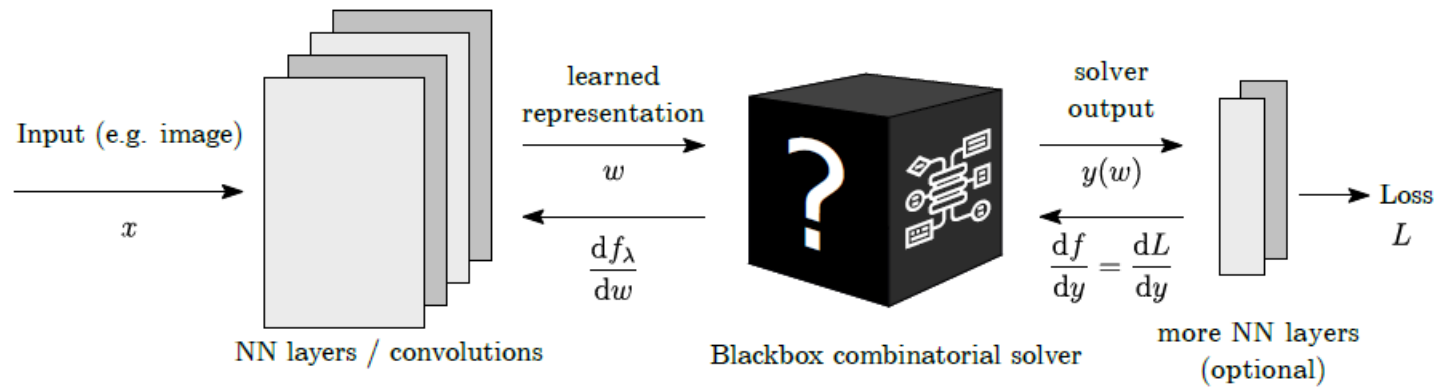 Input (e.g. image)
x
NN layers / convolutions
learned
representation
w
df_λ
dw
?
Blackbox combinatorial solver
solver
output
y(w)
df/dy = dL/dy
more NN layers
(optional)
Loss
L